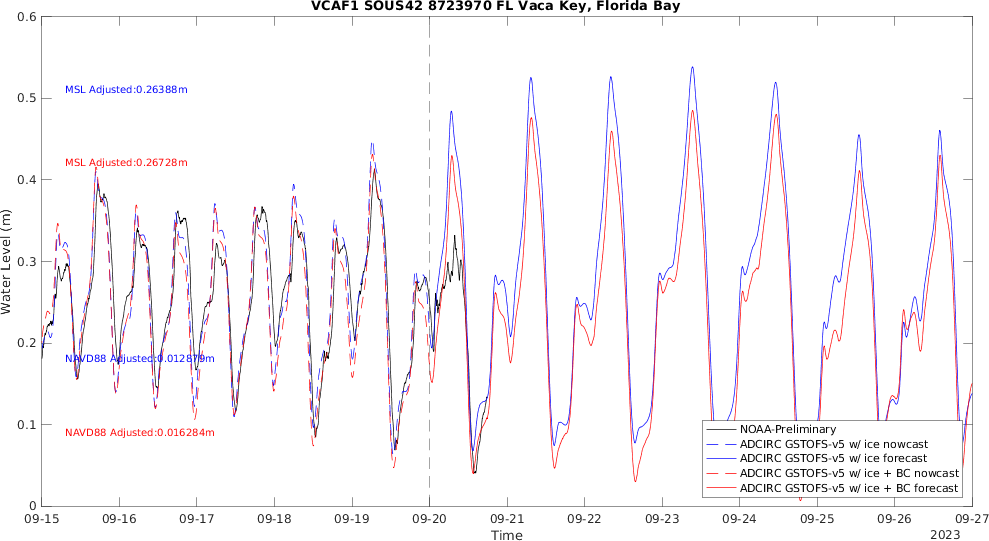 VCAF1 SOUS42 8723970 FL Vaca Key, Florida Bay
0.6
0.5
0.4
0.3
0.2
0.1
0
Water Level (m)
MSL Adjusted:0.26388m
MSL Adjusted:0.26728m
NAVD88 Adjusted:0.012879m
NAVD88 Adjusted:0.016284m
NOAA-Preliminary
ADCIRC GSTOFS-v5 w/ ice nowcast
ADCIRC GSTOFS-v5 w/ ice forecast
ADCIRC GSTOFS-v5 w/ ice + BC nowcast
ADCIRC GSTOFS-v5 w/ ice + BC forecast
09-15 09-16 09-17 09-18 09-19 09-20 09-21 09-22 09-23 09-24 09-25 09-26 09-27
Time
2023